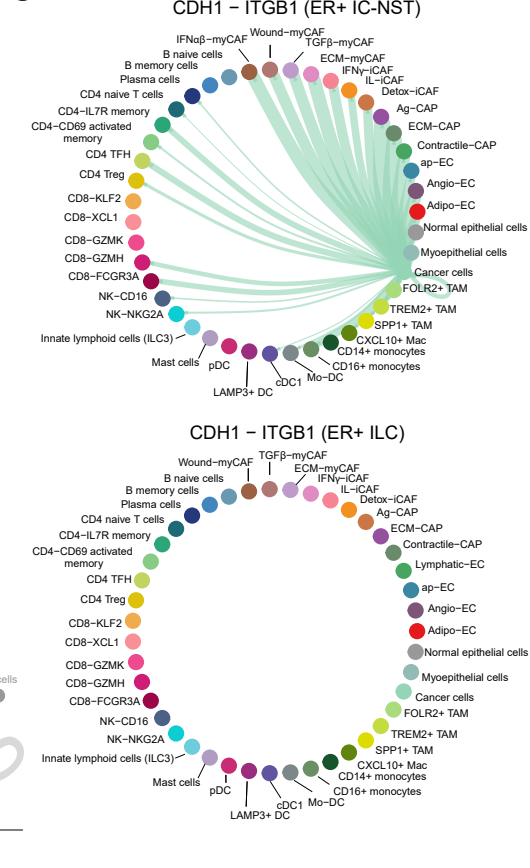 CDH1 − ITGB1 (ER+ IC-NST)
Wound−myCAF
IFNαβ−myCAF
TGFβ−myCAF
B naive cells
ECM−myCAF
B memory cells
IFNγ−iCAF
Plasma cells
IL−iCAF
CD4 naive T cells
Detox−iCAF
CD4−IL7R memory
Ag−CAP
CD4−CD69 activated
memory
ECM−CAP
CD4 TFH
Contractile−CAP
CD4 Treg
ap−EC
CD8−KLF2
Angio−EC
CD8−XCL1
Adipo−EC
CD8−GZMK
Normal epithelial cells
CD8−GZMH
Myoepithelial cells
CD8−FCGR3A
Cancer cells
NK−CD16
FOLR2+ TAM
NK−NKG2A
TREM2+ TAM
Innate lymphoid cells (ILC3)
SPP1+ TAM
Mast cells
CXCL10+ Mac
pDC
CD14+ monocytes
LAMP3+ DC
CD16+ monocytes
cDC1
Mo−DC
CDH1 − ITGB1 (ER+ ILC)
TGFβ−myCAF
Wound−myCAF
ECM−myCAF
B naive cells
IFNγ−iCAF
B memory cells
IL−iCAF
Plasma cells
Detox−iCAF
CD4 naive T cells
Ag−CAP
CD4−IL7R memory
ECM−CAP
CD4−CD69 activated
memory
Contractile−CAP
CD4 TFH
Lymphatic−EC
CD4 Treg
ap−EC
CD8−KLF2
Angio−EC
CD8−XCL1
Adipo−EC
CD8−GZMK
Normal epithelial cells
CD8−GZMH
Myoepithelial cells
CD8−FCGR3A
Cancer cells
NK−CD16
FOLR2+ TAM
NK−NKG2A
TREM2+ TAM
Innate lymphoid cells (ILC3)
SPP1+ TAM
Mast cells
CXCL10+ Mac
pDC
CD14+ monocytes
LAMP3+ DC
CD16+ monocytes
cDC1
Mo−DC
cells